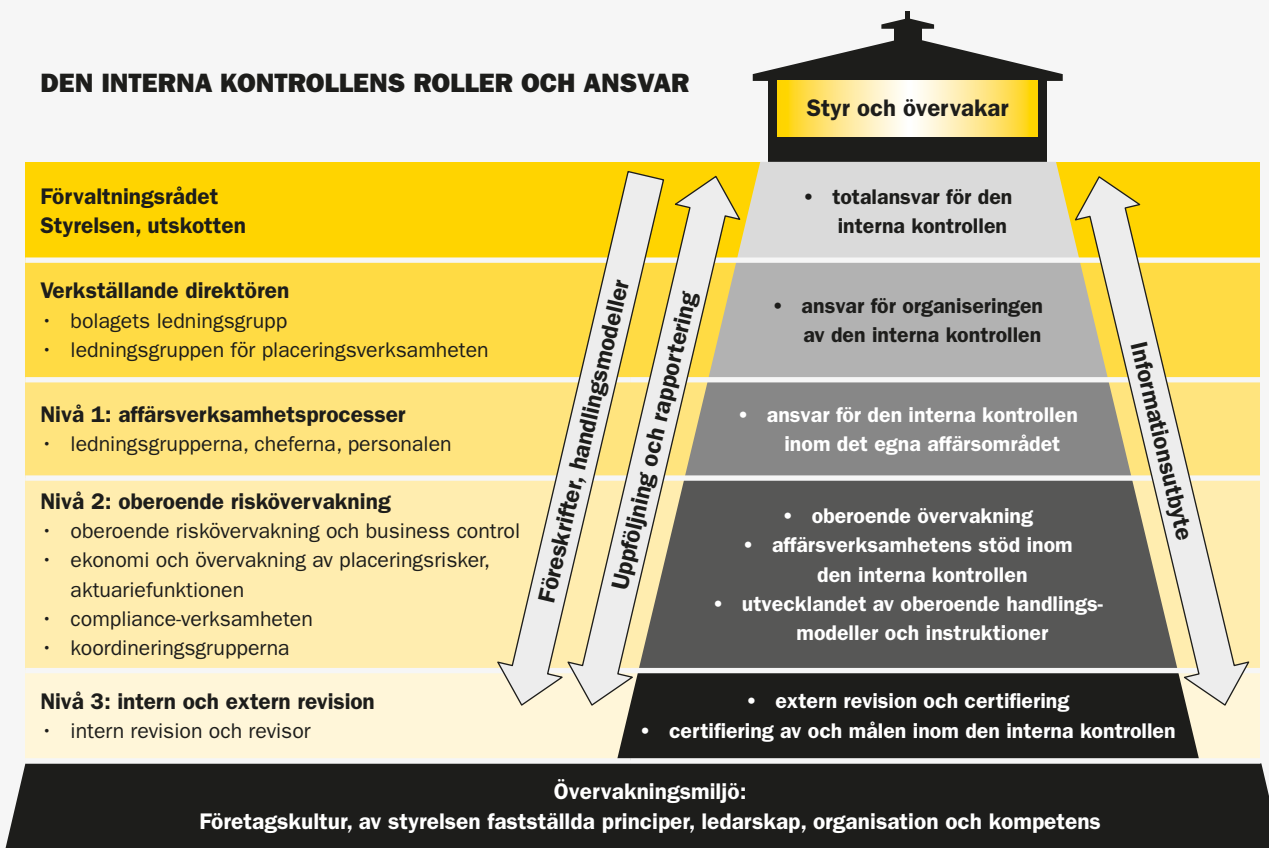 DEN INTERNA KONTROLLENS ROLLER OCH ANSVAR
Styr och övervakar
Förvaltningsrådet
Styrelsen, utskotten
• totalansvar för den
interna kontrollen
Verkställande direktören
• bolagets ledningsgrupp
• ledningsgruppen för placeringsverksamheten
• ansvar för organiseringen
av den interna kontrollen
Nivå 1: affärsverksamhetsprocesser
• ledningsgrupperna, cheferna, personalen
• ansvar för den interna kontrollen
inom det egna affärsområdet
Nivå 2: oberoende riskövervakning
• oberoende riskövervakning och business control
• ekonomi och övervakning av placeringsrisker,
aktuariefunktionen
• compliance-verksamheten
• koordineringsgrupperna
• oberoende övervakning
• affärsverksamhetens stöd inom
den interna kontrollen
• utvecklandet av oberoende handlings-
modeller och instruktioner
Nivå 3: intern och extern revision
• intern revision och revisor
• extern revision och certifiering
• certifiering av och målen inom den interna kontrollen
Föreskrifter, handlingsmodeller
Uppföljning och rapportering
Informationsutbyte
Övervakningsmiljö:
Företagskultur, av styrelsen fastställda principer, ledarskap, organisation och kompetens